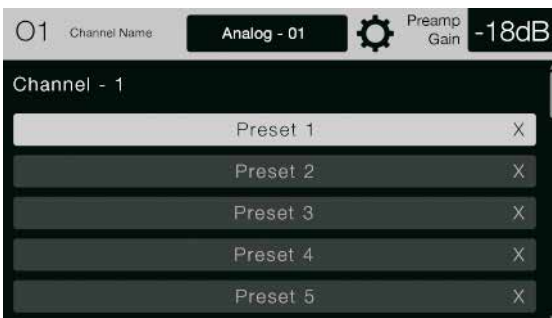 01 Channel Name Analog - 01 Preamp Gain -18dB
Channel - 1
Preset 1 X
Preset 2 X
Preset 3 X
Preset 4 X
Preset 5 X